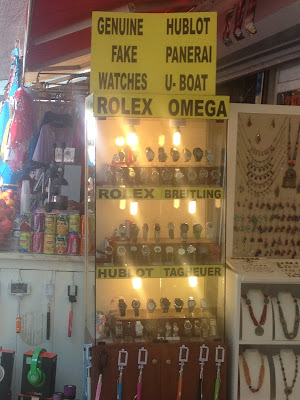 GENUINE HUBLOT
FAKE PANERAI
WATCHES U-BOAT
ROLEX OMEGA
ROLEX BREITLING
HUBLOT TAGHEUER